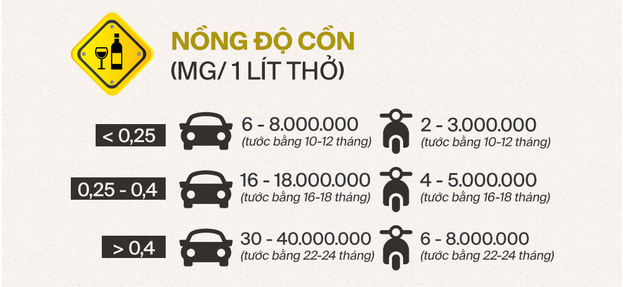 NỒNG ĐỘ CỒN
(MG/ 1 LÍT THỞ)
< 0,25
6 - 8.000.000
(tước bằng 10-12 tháng)
2 - 3.000.000
(tước bằng 10-12 tháng)
0,25 - 0,4
16 - 18.000.000
(tước bằng 16-18 tháng)
4 - 5.000.000
(tước bằng 16-18 tháng)
> 0,4
30 - 40.000.000
(tước bằng 22-24 tháng)
6 - 8.000.000
(tước bằng 22-24 tháng)